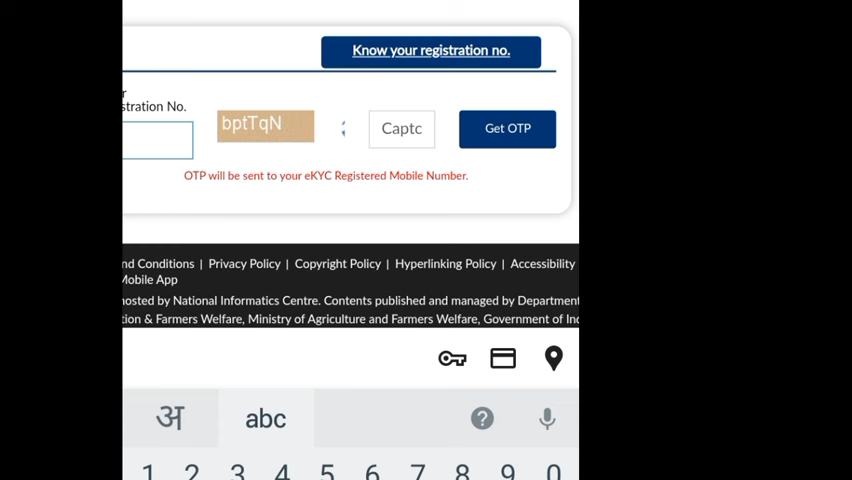 Know your registration no.
r
stration No.
bptTqN
Captc
Get OTP
OTP will be sent to your eKYC Registered Mobile Number.
nd Conditions | Privacy Policy | Copyright Policy | Hyperlinking Policy | Accessibility
Mobile App
hosted by National Informatics Centre. Contents published and managed by Department
tion & Farmers Welfare, Ministry of Agriculture and Farmers Welfare, Government of Ind
अ abc
1 2 3 4 5 6 7 8 9 0